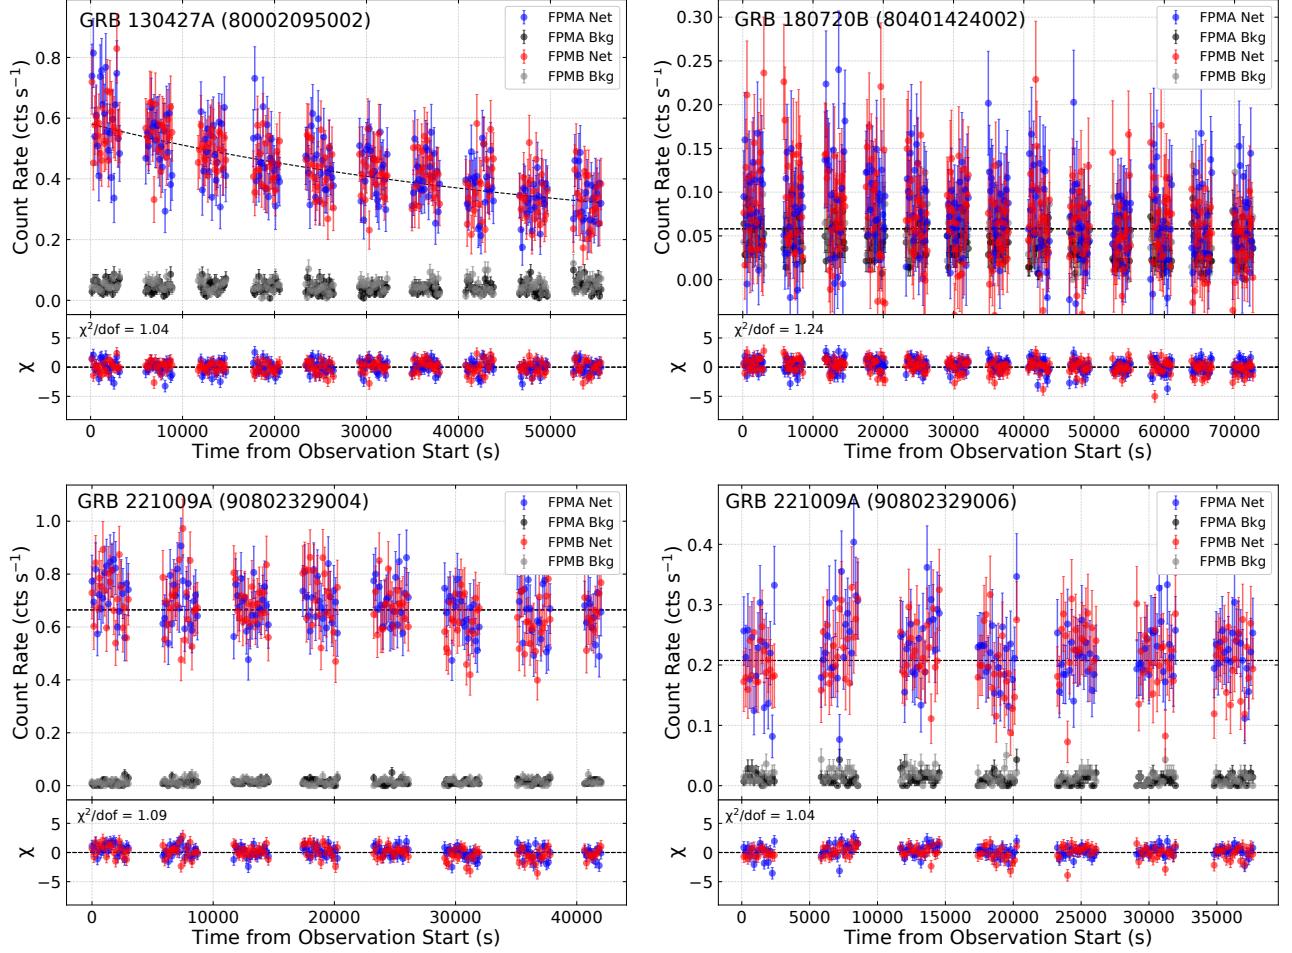 GRB 130427A (80002095002)
FPMA Net
FPMA Bkg
FPMB Net
FPMB Bkg
Count Rate (cts s⁻¹)
0.8
0.6
0.4
0.2
0.0
χ²/dof = 1.04
χ
5
0
−5
0 10000 20000 30000 40000 50000
Time from Observation Start (s)
GRB 180720B (80401424002)
FPMA Net
FPMA Bkg
FPMB Net
FPMB Bkg
Count Rate (cts s⁻¹)
0.30
0.25
0.20
0.15
0.10
0.05
0.00
χ²/dof = 1.24
χ
5
0
−5
0 10000 20000 30000 40000 50000 60000 70000
Time from Observation Start (s)
GRB 221009A (90802329004)
FPMA Net
FPMA Bkg
FPMB Net
FPMB Bkg
Count Rate (cts s⁻¹)
1.0
0.8
0.6
0.4
0.2
0.0
χ²/dof = 1.09
χ
5
0
−5
0 10000 20000 30000 40000
Time from Observation Start (s)
GRB 221009A (90802329006)
FPMA Net
FPMA Bkg
FPMB Net
FPMB Bkg
Count Rate (cts s⁻¹)
0.4
0.3
0.2
0.1
0.0
χ²/dof = 1.04
χ
5
0
−5
0 5000 10000 15000 20000 25000 30000 35000
Time from Observation Start (s)